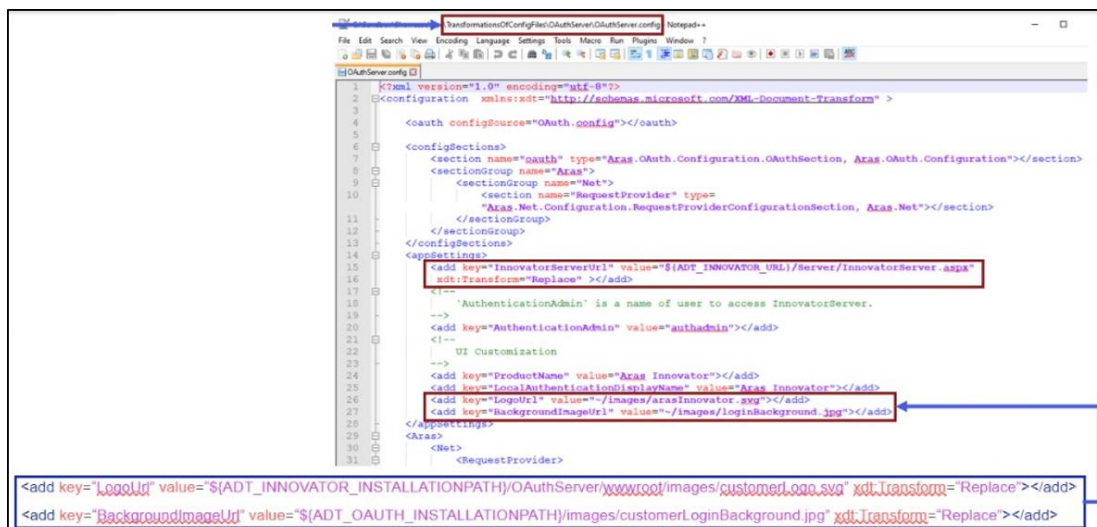 \TransformationsOfConfigFiles\OAuthServer\OAuthServer.config - Notepad++
File Edit Search View Encoding Language Settings Tools Macro Run Plugins Window ?
OAuthServer.config
1 <?xml version="1.0" encoding="utf-8"?>
2 <configuration xmlns:xdt="http://schemas.microsoft.com/XML-Document-Transform" >
3
4 <oauth configSource="OAuth.config"></oauth>
5
6 <configSections>
7 <section name="oauth" type="Aras.OAuth.Configuration.OAuthSection, Aras.OAuth.Configuration"></section>
8 <sectionGroup name="Aras">
9 <sectionGroup name="Net">
10 <section name="RequestProvider" type=
"Aras.Net.Configuration.RequestProviderConfigurationSection, Aras.Net"></section>
11 </sectionGroup>
12 </sectionGroup>
13 </configSections>
14 <appSettings>
15 <add key="InnovatorServerUrl" value="${ADT_INNOVATOR_URL}/Server/InnovatorServer.aspx"
16 xdt:Transform="Replace" ></add>
17 <!--
18 `AuthenticationAdmin` is a name of user to access InnovatorServer.
19 -->
20 <add key="AuthenticationAdmin" value="authadmin"></add>
21 <!--
22 UI Customization
23 -->
24 <add key="ProductName" value="Aras Innovator"></add>
25 <add key="LocalAuthenticationDisplayName" value="Aras Innovator"></add>
26 <add key="LogoUrl" value="~/images/arasInnovator.svg"></add>
27 <add key="BackgroundImageUrl" value="~/images/loginBackground.jpg"></add>
28 </appSettings>
29 <Aras>
30 <Net>
31 <RequestProvider>
<add key="LogoUrl" value="${ADT_INNOVATOR_INSTALLATIONPATH}/OAuthServer/wwwroot/images/customerLogo.svg" xdt:Transform="Replace"></add>
<add key="BackgroundImageUrl" value="${ADT_OAUTH_INSTALLATIONPATH}/images/customerLoginBackground.jpg" xdt:Transform="Replace"></add>